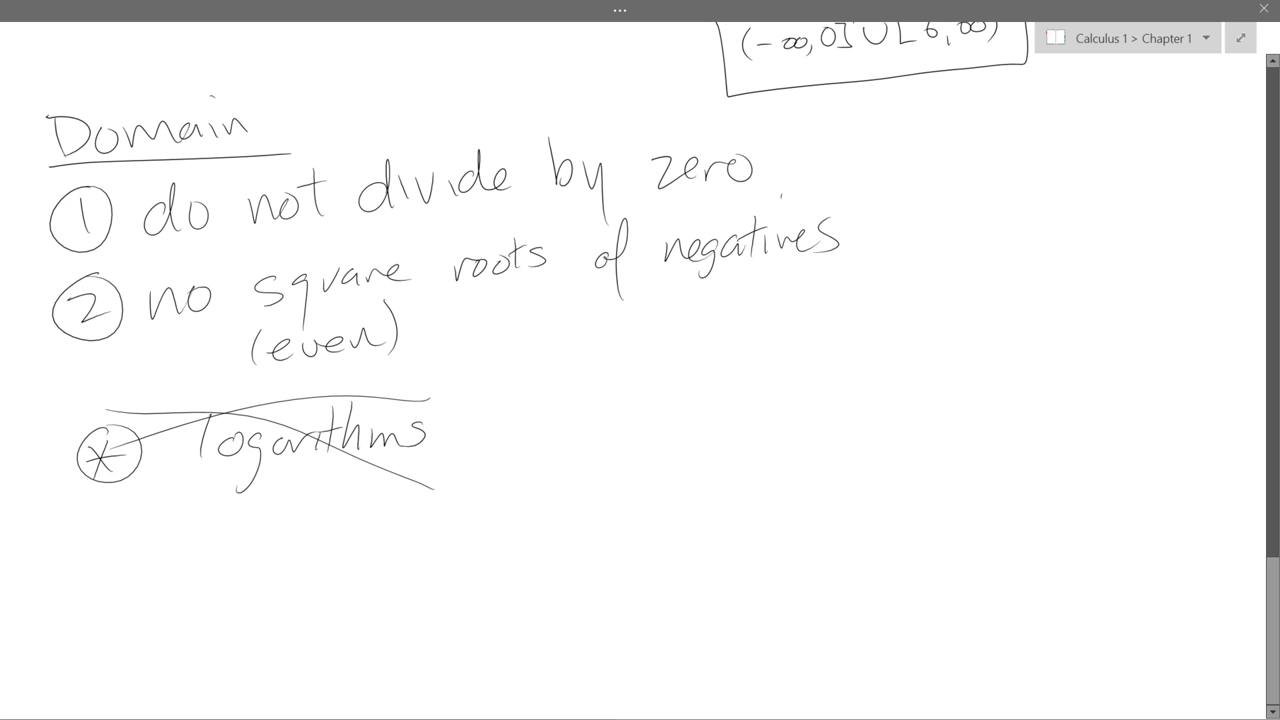 (-∞,0]∪[6,∞)
Calculus 1 > Chapter 1
Domain
① do not divide by zero
② no square roots of negatives
(even)
* logarithms